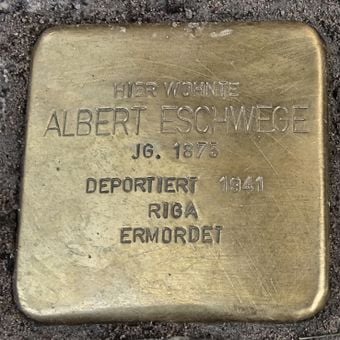 HIER WOHNTE
ALBERT ESCHWEGE
JG. 1875
DEPORTIERT 1941
RIGA
ERMORDET